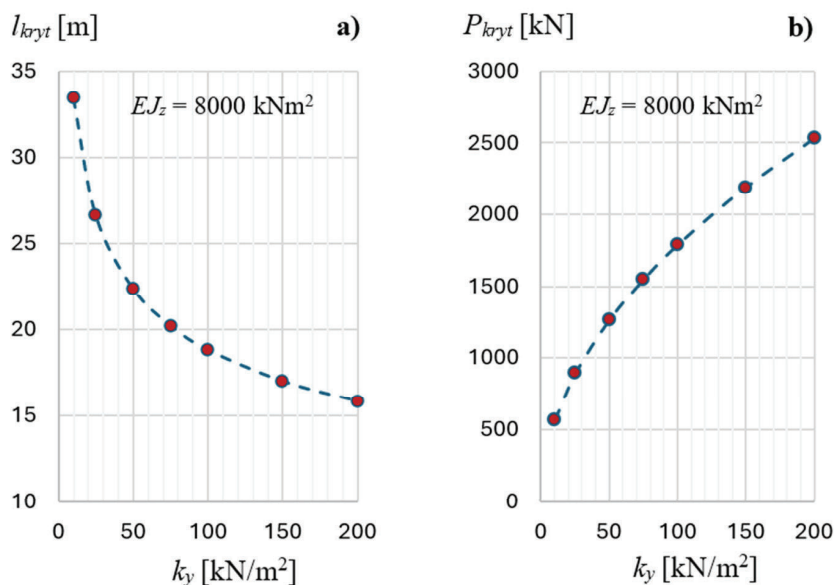 l_kryt [m] a)
35
30
25
20
15
10
EJ_z = 8000 kNm²
0 50 100 150 200
k_y [kN/m²]
P_kryt [kN] b)
3000
2500
2000
1500
1000
500
0
EJ_z = 8000 kNm²
0 50 100 150 200
k_y [kN/m²]